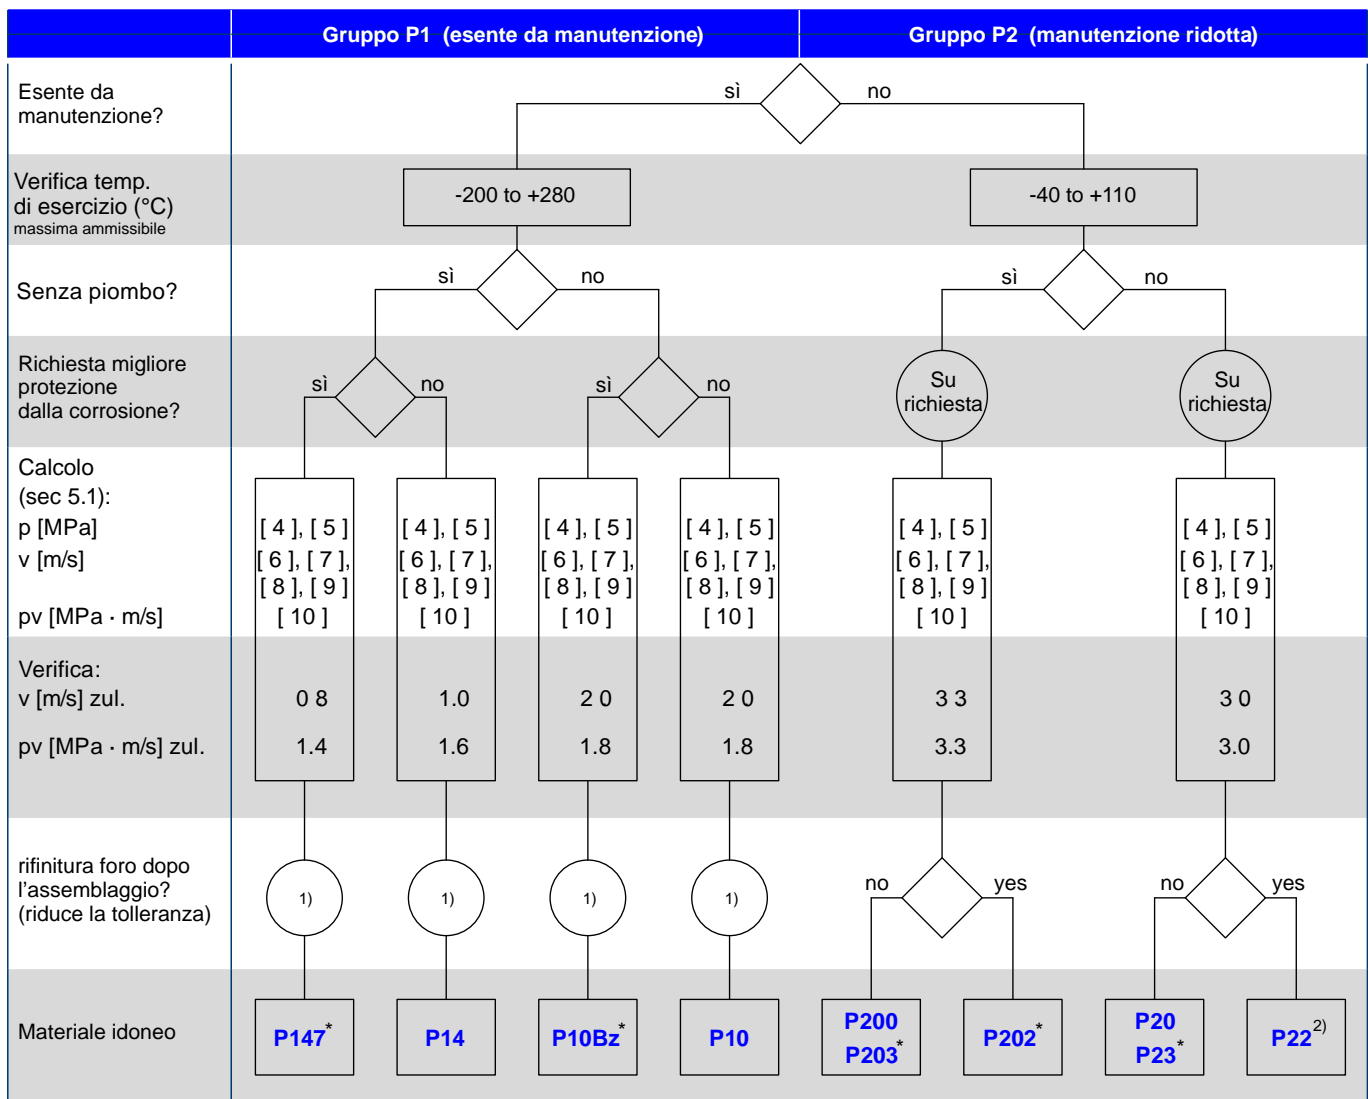 Gruppo P1 (esente da manutenzione)
Gruppo P2 (manutenzione ridotta)
Esente da
manutenzione?
sì
no
Verifica temp.
di esercizio (°C)
massima ammissibile
-200 to +280
-40 to +110
Senza piombo?
sì
no
sì
no
Richiesta migliore
protezione
dalla corrosione?
sì
no
sì
no
Su
richiesta
Su
richiesta
Calcolo
(sec 5.1):
p [MPa]
[ 4 ], [ 5 ]
[ 4 ], [ 5 ]
[ 4 ], [ 5 ]
[ 4 ], [ 5 ]
[ 4 ], [ 5 ]
[ 4 ], [ 5 ]
v [m/s]
[ 6 ], [ 7 ],
[ 6 ], [ 7 ],
[ 6 ], [ 7 ],
[ 6 ], [ 7 ],
[ 6 ], [ 7 ],
[ 6 ], [ 7 ],
[ 8 ], [ 9 ]
[ 8 ], [ 9 ]
[ 8 ], [ 9 ]
[ 8 ], [ 9 ]
[ 8 ], [ 9 ]
[ 8 ], [ 9 ]
pv [MPa · m/s]
[ 10 ]
[ 10 ]
[ 10 ]
[ 10 ]
[ 10 ]
[ 10 ]
Verifica:
v [m/s] zul.
0 8
1.0
2 0
2 0
3 3
3 0
pv [MPa · m/s] zul.
1.4
1.6
1.8
1.8
3.3
3.0
rifinitura foro dopo
l'assemblaggio?
(riduce la tolleranza)
1)
1)
1)
1)
no
yes
no
yes
Materiale idoneo
P147*
P14
P10Bz*
P10
P200
P203*
P202*
P20
P23*
P22 2)